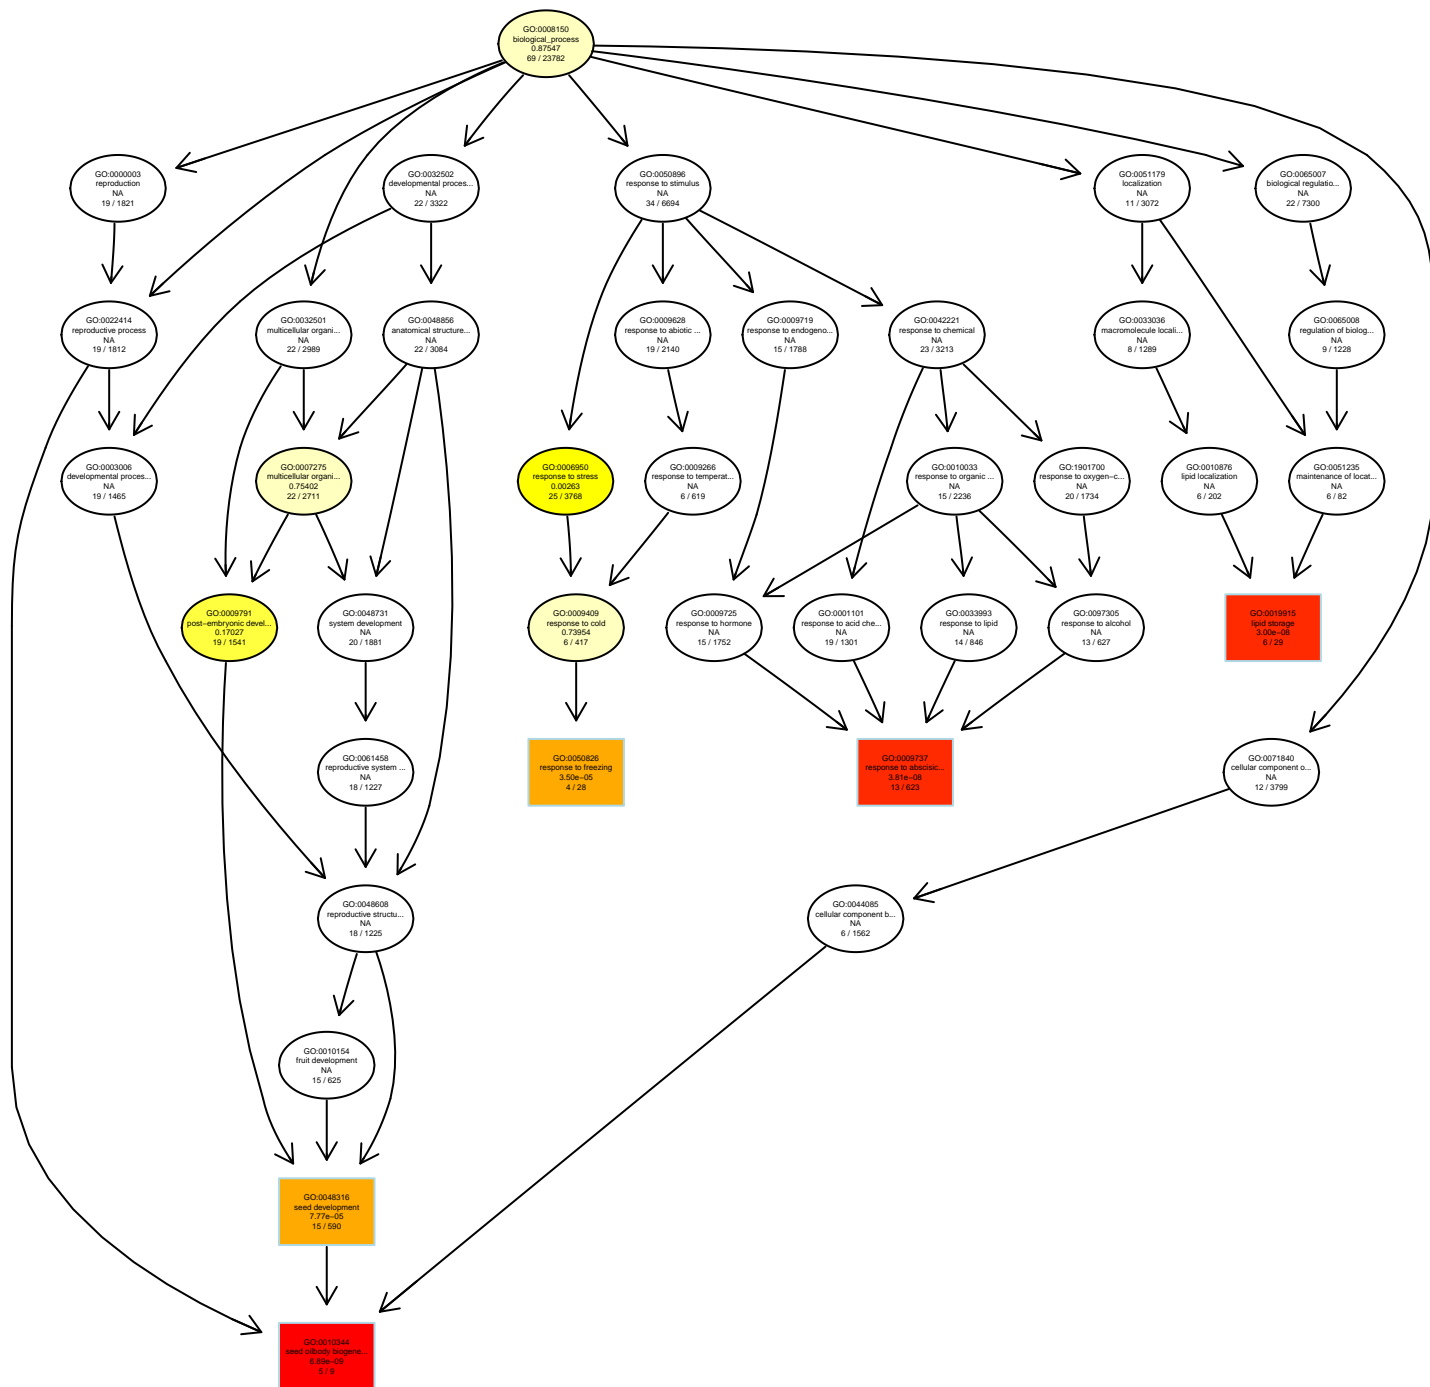 GO:0008150
biological_process
0.87547
69 / 23782
GO:0000003
reproduction
NA
19 / 1821
GO:0032502
developmental proces...
NA
22 / 3322
GO:0050896
response to stimulus
NA
34 / 6694
GO:0051179
localization
NA
11 / 3072
GO:0065007
biological regulatio...
NA
22 / 7300
GO:0022414
reproductive process
NA
19 / 1812
GO:0032501
multicellular organi...
NA
22 / 2989
GO:0048856
anatomical structure...
NA
22 / 3084
GO:0009628
response to abiotic ...
NA
19 / 2140
GO:0009719
response to endogeno...
NA
15 / 1788
GO:0042221
response to chemical
NA
23 / 3213
GO:0033036
macromolecule locali...
NA
8 / 1289
GO:0065008
regulation of biolog...
NA
9 / 1228
GO:0003006
developmental proces...
NA
19 / 1465
GO:0007275
multicellular organi...
0.75402
22 / 2711
GO:0006950
response to stress
0.00263
25 / 3768
GO:0009266
response to temperat...
NA
6 / 619
GO:0010033
response to organic ...
NA
15 / 2236
GO:1901700
response to oxygen−c...
NA
20 / 1734
GO:0010876
lipid localization
NA
6 / 202
GO:0051235
maintenance of locat...
NA
6 / 82
GO:0009791
post−embryonic devel...
0.17027
19 / 1541
GO:0048731
system development
NA
20 / 1881
GO:0009409
response to cold
0.73954
6 / 417
GO:0009725
response to hormone
NA
15 / 1752
GO:0001101
response to acid che...
NA
19 / 1301
GO:0033993
response to lipid
NA
14 / 846
GO:0097305
response to alcohol
NA
13 / 627
GO:0019915
lipid storage
3.00e−08
6 / 29
GO:0061458
reproductive system ...
NA
18 / 1227
GO:0050826
response to freezing
3.50e−05
4 / 28
GO:0009737
response to abscisic...
3.81e−08
13 / 623
GO:0071840
cellular component o...
NA
12 / 3799
GO:0048608
reproductive structu...
NA
18 / 1225
GO:0044085
cellular component b...
NA
6 / 1562
GO:0010154
fruit development
NA
15 / 625
GO:0048316
seed development
7.77e−05
15 / 590
GO:0010344
seed oilbody biogene...
6.89e−09
5 / 9